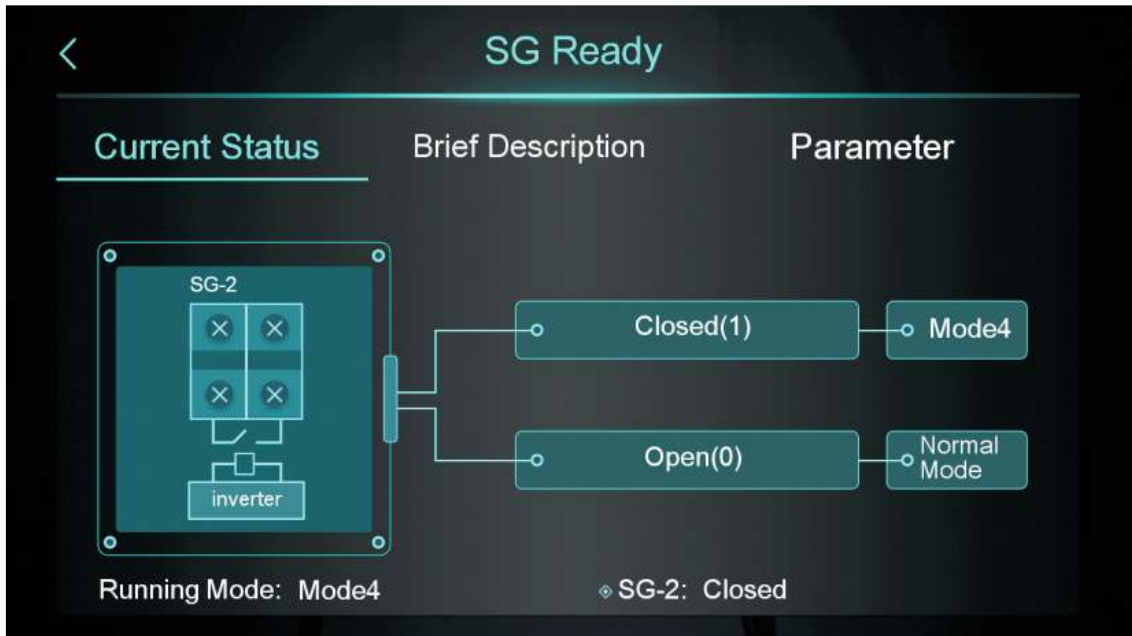 SG Ready
Current Status
Brief Description
Parameter
SG-2
inverter
Closed(1)
Mode4
Open(0)
Normal
Mode
Running Mode: Mode4
SG-2: Closed